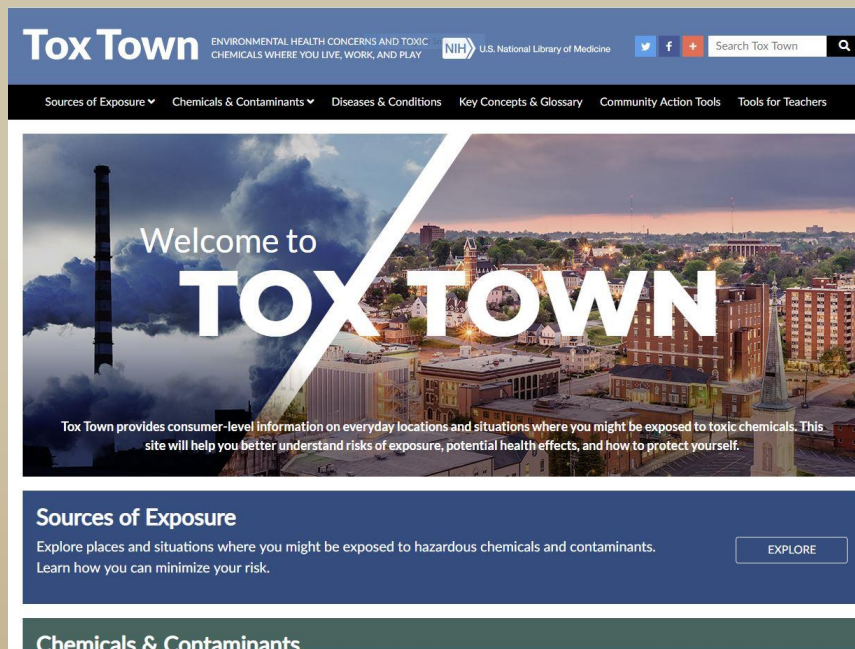 Tox Town
ENVIRONMENTAL HEALTH CONCERNS AND TOXIC
CHEMICALS WHERE YOU LIVE, WORK, AND PLAY
NIH U.S. National Library of Medicine
Search Tox Town
Sources of Exposure Chemicals & Contaminants Diseases & Conditions Key Concepts & Glossary Community Action Tools Tools for Teachers
Welcome to
TOX TOWN
Tox Town provides consumer-level information on everyday locations and situations where you might be exposed to toxic chemicals. This
site will help you better understand risks of exposure, potential health effects, and how to protect yourself.
Sources of Exposure
Explore places and situations where you might be exposed to hazardous chemicals and contaminants.
Learn how you can minimize your risk.
EXPLORE
Chemicals & Contaminants